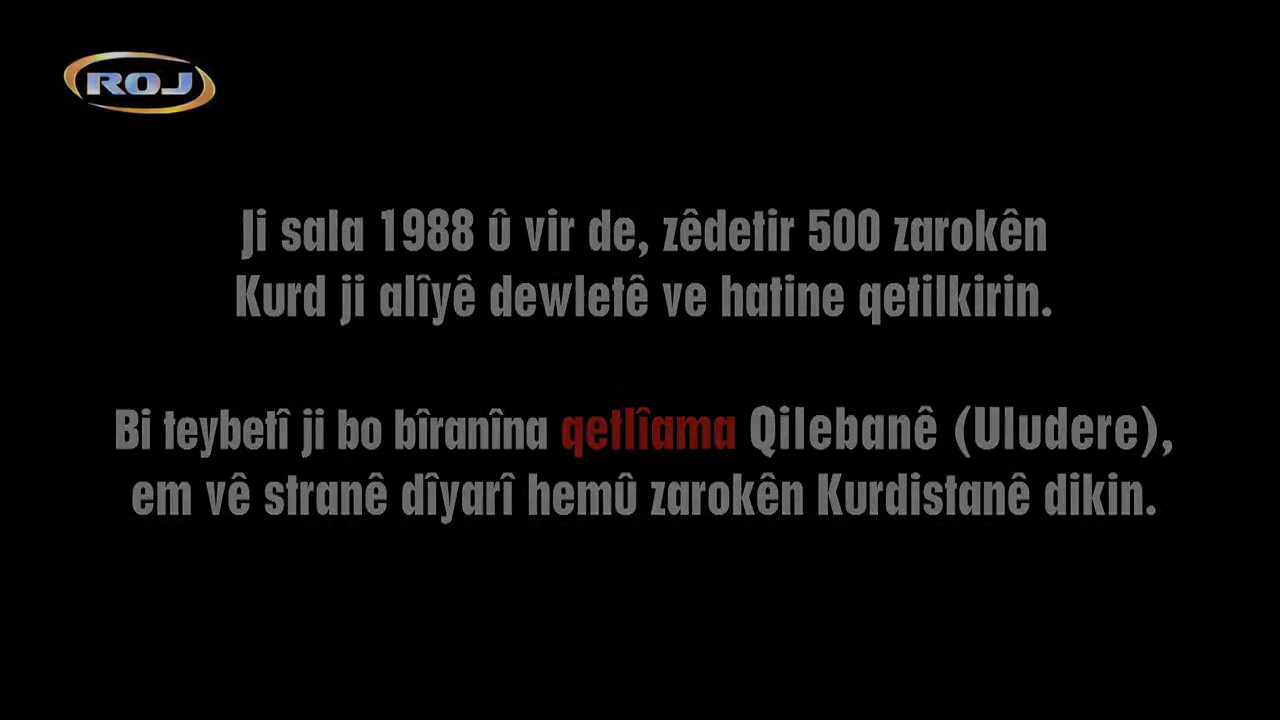 ROJ
Ji sala 1988 û vir de, zêdetir 500 zarokên
Kurd ji alîyê dewletê ve hatine qetilkirin.
Bi teybetî ji bo bîranîna qetlîama Qilebanê (Uludere),
em vê stranê dîyarî hemû zarokên Kurdistanê dikin.